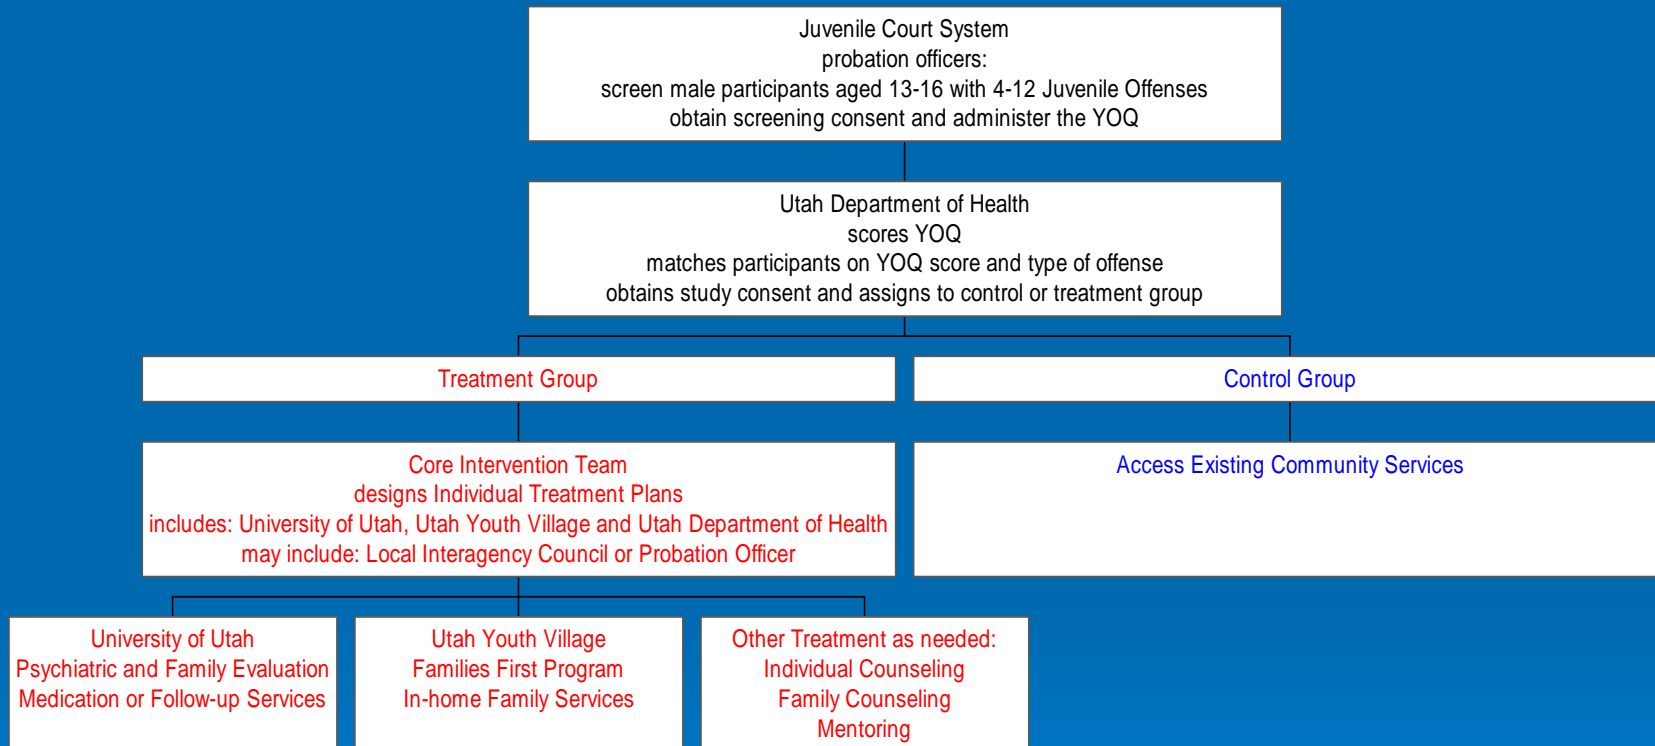 Juvenile Court System
probation officers:
screen male participants aged 13-16 with 4-12 Juvenile Offenses
obtain screening consent and administer the YOQ
Utah Department of Health
scores YOQ
matches participants on YOQ score and type of offense
obtains study consent and assigns to control or treatment group
Treatment Group
Control Group
Core Intervention Team
designs Individual Treatment Plans
includes: University of Utah, Utah Youth Village and Utah Department of Health
may include: Local Interagency Council or Probation Officer
Access Existing Community Services
University of Utah
Psychiatric and Family Evaluation
Medication or Follow-up Services
Utah Youth Village
Families First Program
In-home Family Services
Other Treatment as needed:
Individual Counseling
Family Counseling
Mentoring